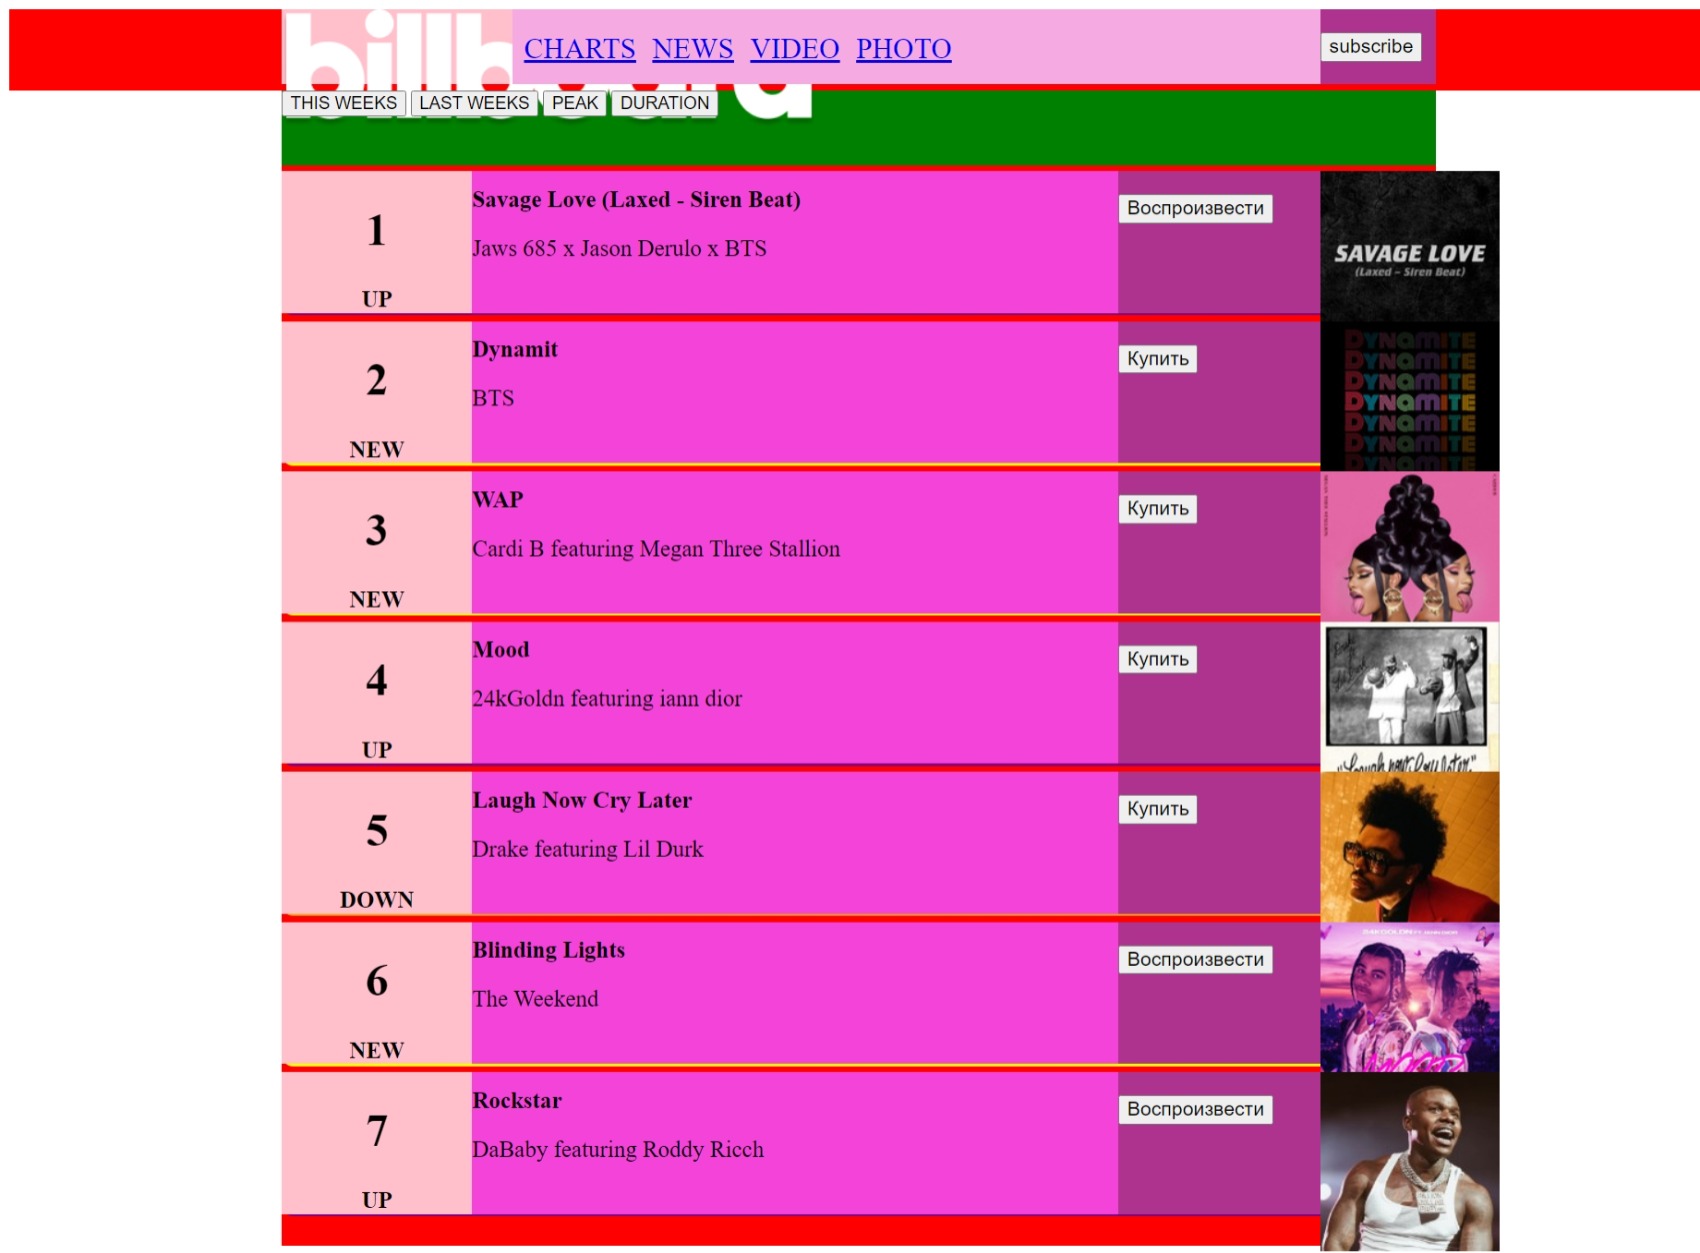 billboard
CHARTS NEWS VIDEO PHOTO
subscribe
THIS WEEKS LAST WEEKS PEAK DURATION
1
UP
Savage Love (Laxed - Siren Beat)
Jaws 685 x Jason Derulo x BTS
Воспроизвести
SAVAGE LOVE
(Laxed – Siren Beat)
2
NEW
Dynamit
BTS
Купить
DYNAMITE
DYNAMITE
DYNAMITE
DYNAMITE
DYNAMITE
DYNAMITE
DYNAMITE
3
NEW
WAP
Cardi B featuring Megan Three Stallion
Купить
4
UP
Mood
24kGoldn featuring iann dior
Купить
"Laugh now Cry later."
5
DOWN
Laugh Now Cry Later
Drake featuring Lil Durk
Купить
6
NEW
Blinding Lights
The Weekend
Воспроизвести
7
UP
Rockstar
DaBaby featuring Roddy Ricch
Воспроизвести